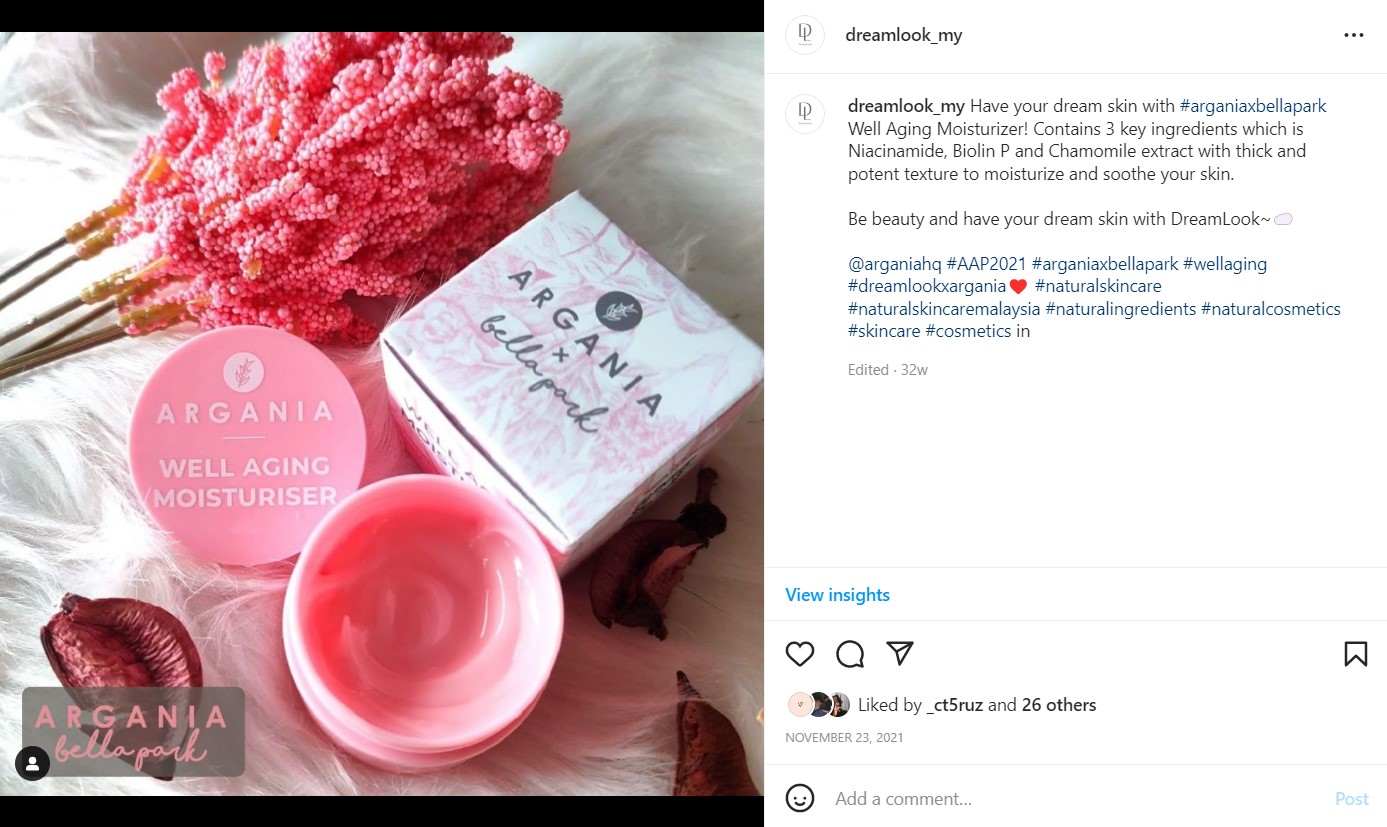 ARGANIA
×
bella park
ARGANIA
WELL AGING
MOISTURISER
ARGANIA
bella park
dreamlook_my
dreamlook_my Have your dream skin with #arganiaxbellapark
Well Aging Moisturizer! Contains 3 key ingredients which is
Niacinamide, Biolin P and Chamomile extract with thick and
potent texture to moisturize and soothe your skin.
Be beauty and have your dream skin with DreamLook~
@arganiahq #AAP2021 #arganiaxbellapark #wellaging
#dreamlookxargania❤️ #naturalskincare
#naturalskincaremalaysia #naturalingredients #naturalcosmetics
#skincare #cosmetics in
Edited · 32w
View insights
Liked by _ct5ruz and 26 others
NOVEMBER 23, 2021
Add a comment...
Post